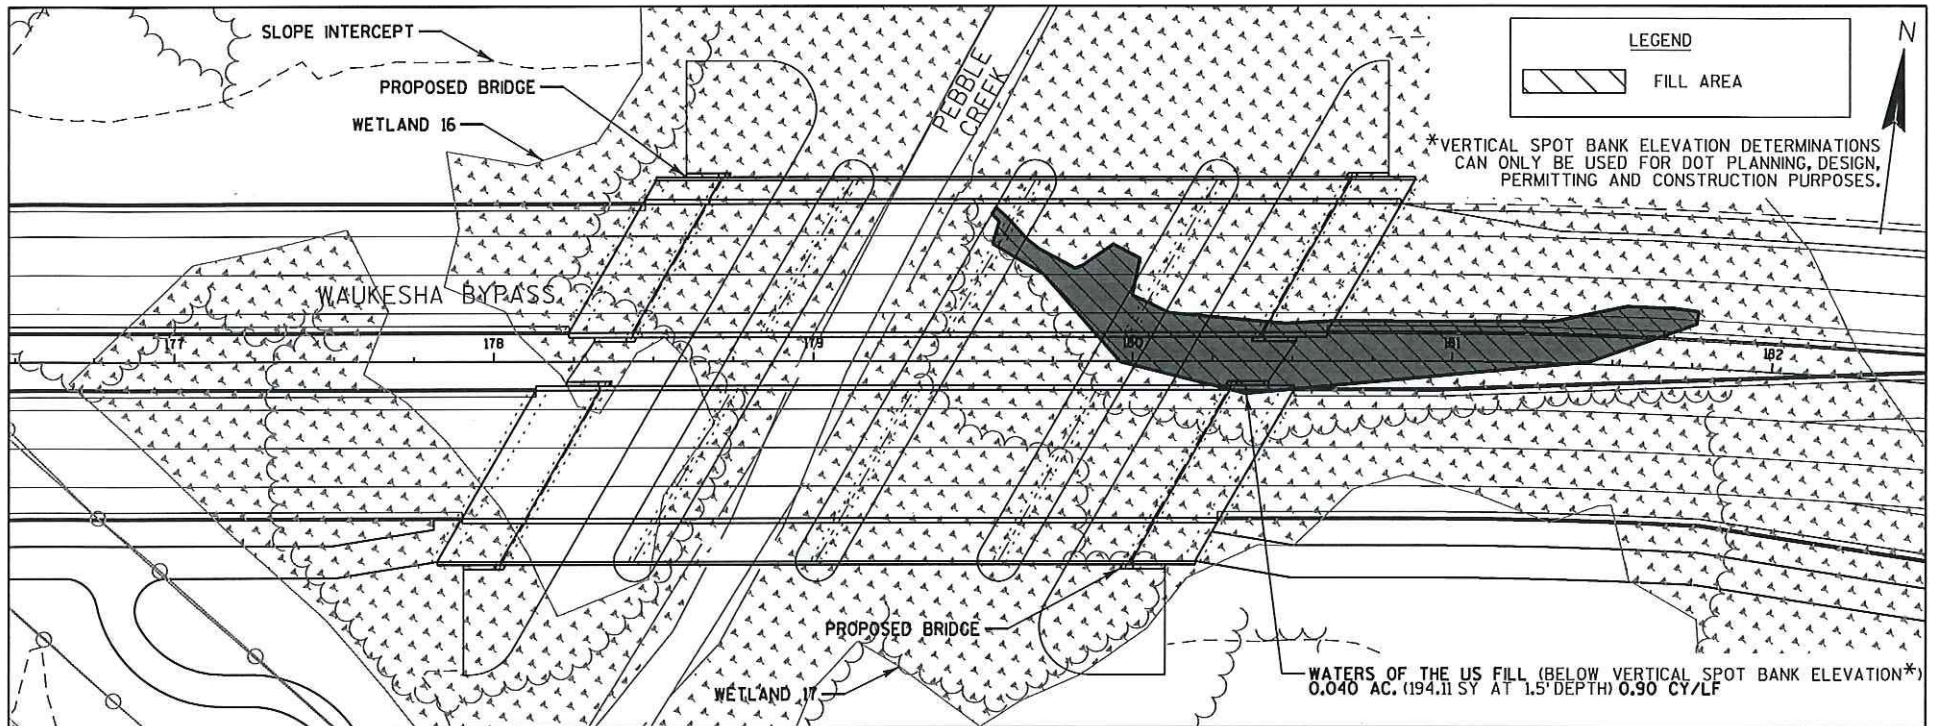 SLOPE INTERCEPT
PROPOSED BRIDGE
WETLAND 16
PEBBLE
CREEK
LEGEND
FILL AREA
N
*VERTICAL SPOT BANK ELEVATION DETERMINATIONS
CAN ONLY BE USED FOR DOT PLANNING, DESIGN,
PERMITTING AND CONSTRUCTION PURPOSES.
WAUKESHA BYPASS
177
178
179
180
181
182
PROPOSED BRIDGE
WETLAND 17
WATERS OF THE US FILL (BELOW VERTICAL SPOT BANK ELEVATION*)
0.040 AC. (194.11 SY AT 1.5' DEPTH) 0.90 CY/LF